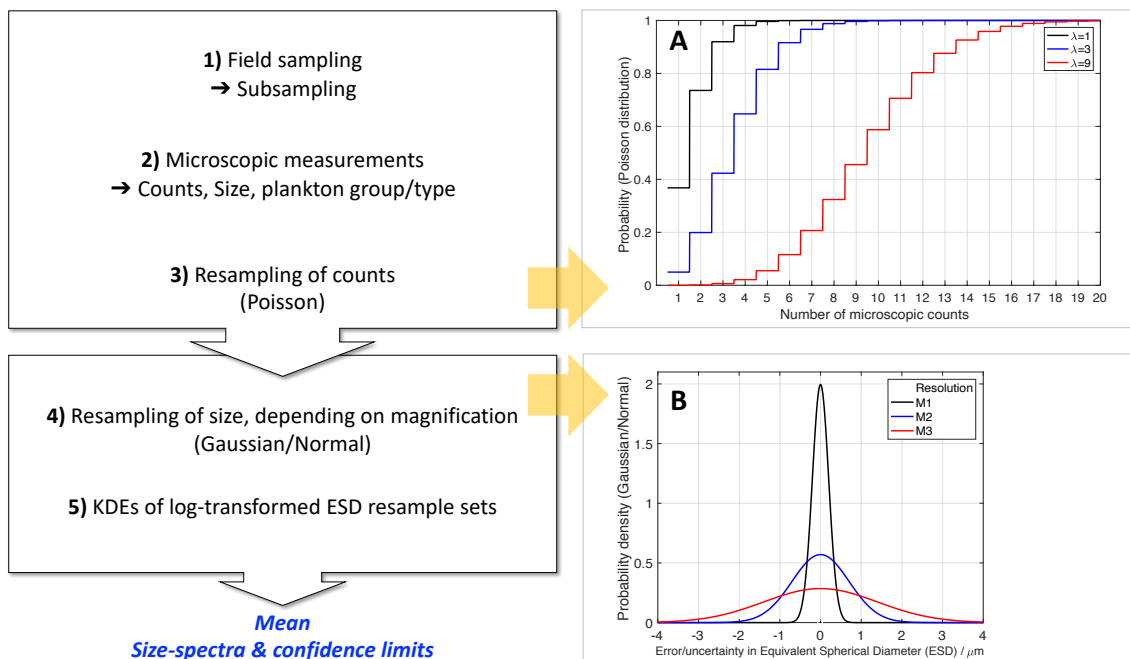 1) Field sampling
➔ Subsampling
2) Microscopic measurements
➔ Counts, Size, plankton group/type
3) Resampling of counts
(Poisson)
4) Resampling of size, depending on magnification
(Gaussian/Normal)
5) KDEs of log-transformed ESD resample sets
Mean
Size-spectra & confidence limits
A
λ=1
λ=3
λ=9
Probability (Poisson distribution)
1
0.8
0.6
0.4
0.2
0
1 2 3 4 5 6 7 8 9 10 11 12 13 14 15 16 17 18 19 20
Number of microscopic counts
B
Resolution
M1
M2
M3
Probability density (Gaussian/Normal)
2
1.5
1
0.5
0
-4 -3 -2 -1 0 1 2 3 4
Error/uncertainty in Equivalent Spherical Diameter (ESD) / μm